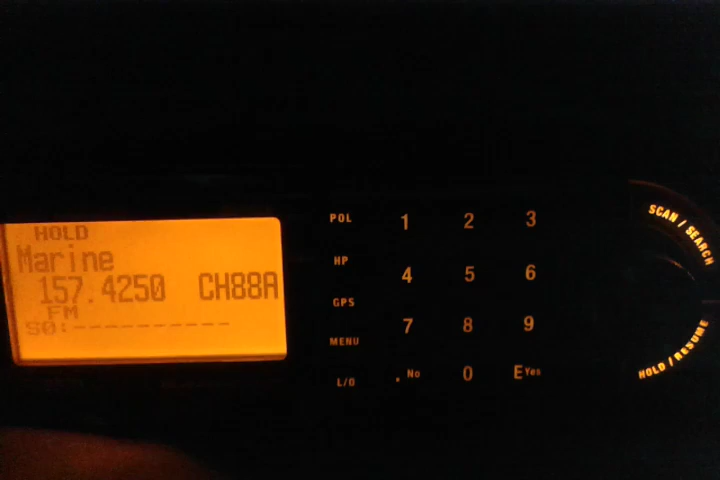 HOLD
Marine
157.4250 CH88A
FM
S0:----------
POL 1 2 3
HP 4 5 6
GPS
MENU 7 8 9
L/O . No 0 E Yes
SCAN / SEARCH
HOLD / RESUME